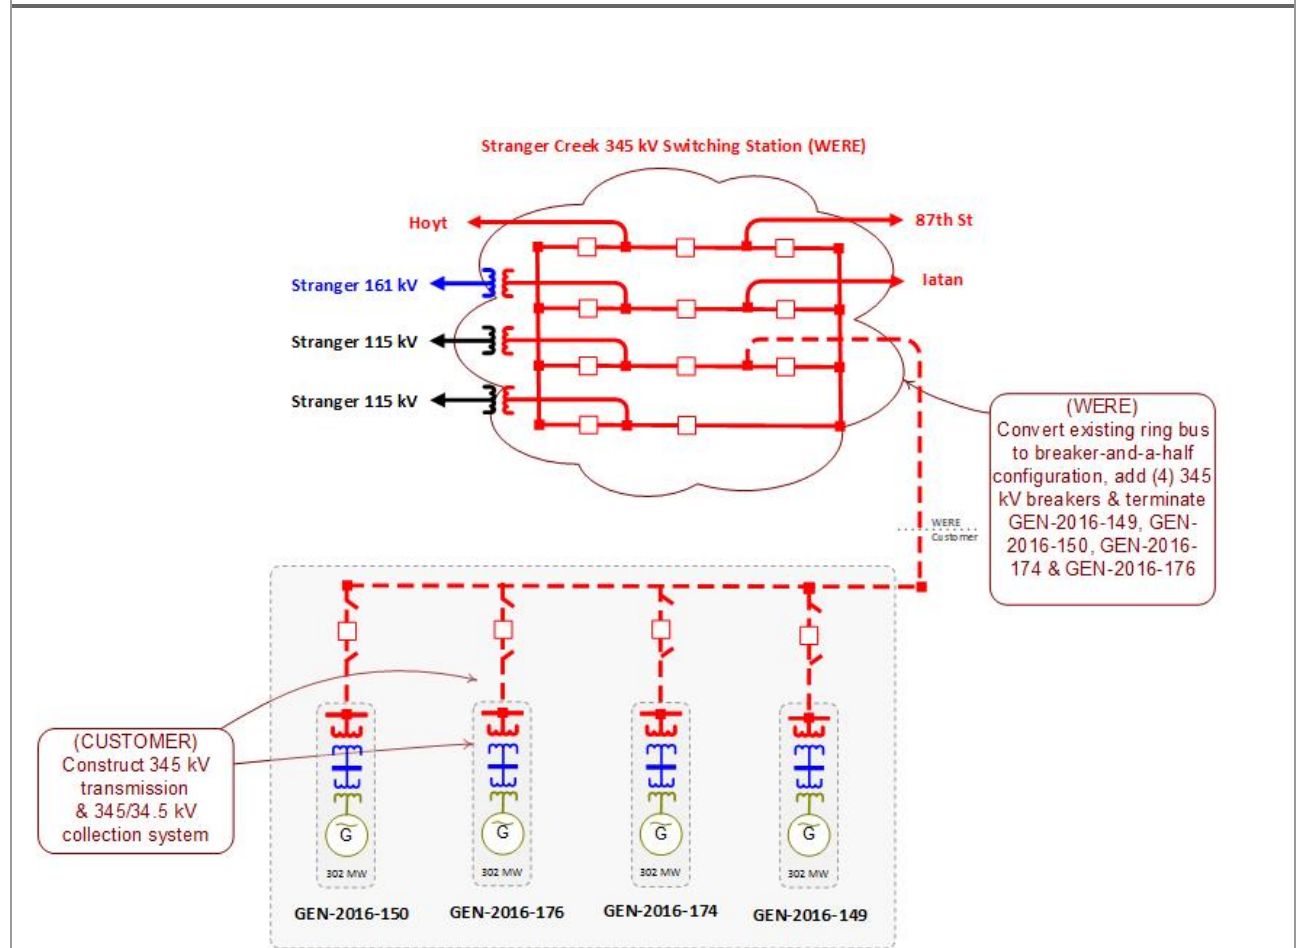 Stranger Creek 345 kV Switching Station (WERE)
Hoyt
87th St
Stranger 161 kV
Iatan
Stranger 115 kV
Stranger 115 kV
(WERE)
Convert existing ring bus
to breaker-and-a-half
configuration, add (4) 345
kV breakers & terminate
GEN-2016-149, GEN-
2016-150, GEN-2016-
174 & GEN-2016-176
WERE
Customer
(CUSTOMER)
Construct 345 kV
transmission
& 345/34.5 kV
collection system
G
G
G
G
302 MW
302 MW
302 MW
302 MW
GEN-2016-150
GEN-2016-176
GEN-2016-174
GEN-2016-149